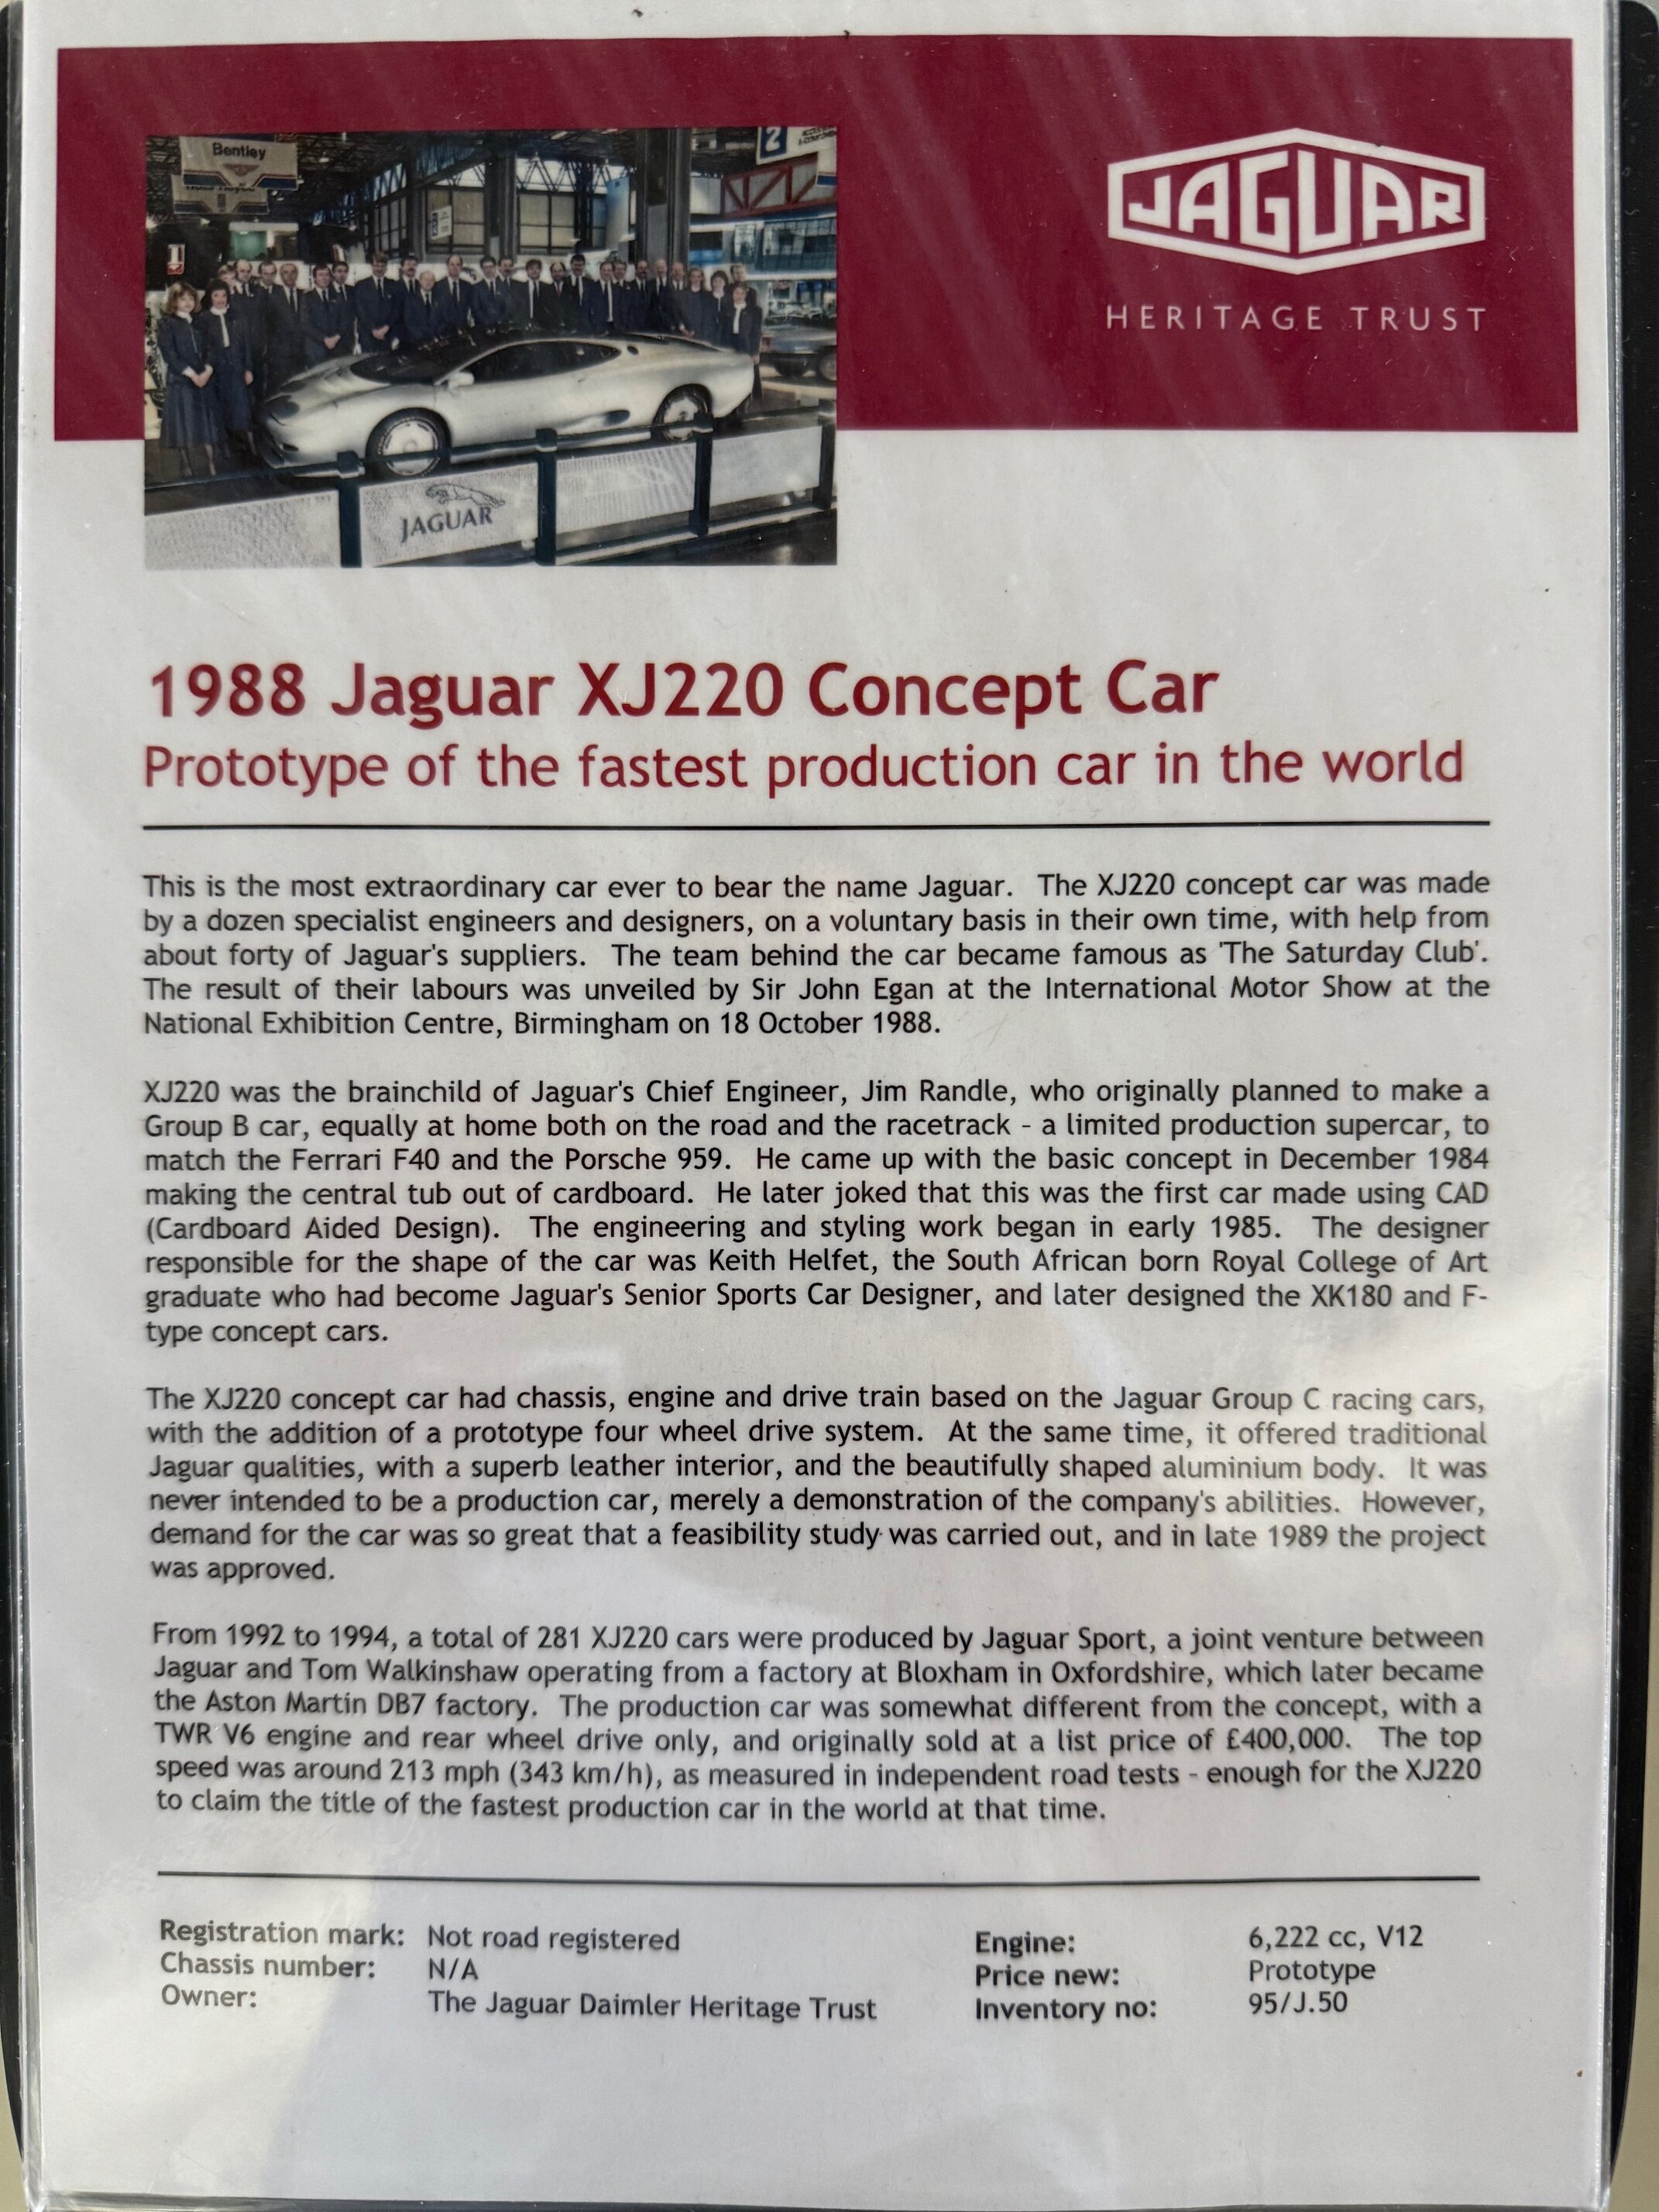 Bentley
2
JAGUAR
HERITAGE TRUST
JAGUAR
1988 Jaguar XJ220 Concept Car
Prototype of the fastest production car in the world
This is the most extraordinary car ever to bear the name Jaguar. The XJ220 concept car was made
by a dozen specialist engineers and designers, on a voluntary basis in their own time, with help from
about forty of Jaguar's suppliers. The team behind the car became famous as 'The Saturday Club'.
The result of their labours was unveiled by Sir John Egan at the International Motor Show at the
National Exhibition Centre, Birmingham on 18 October 1988.
XJ220 was the brainchild of Jaguar's Chief Engineer, Jim Randle, who originally planned to make a
Group B car, equally at home both on the road and the racetrack - a limited production supercar, to
match the Ferrari F40 and the Porsche 959. He came up with the basic concept in December 1984
making the central tub out of cardboard. He later joked that this was the first car made using CAD
(Cardboard Aided Design). The engineering and styling work began in early 1985. The designer
responsible for the shape of the car was Keith Helfet, the South African born Royal College of Art
graduate who had become Jaguar's Senior Sports Car Designer, and later designed the XK180 and F-
type concept cars.
The XJ220 concept car had chassis, engine and drive train based on the Jaguar Group C racing cars,
with the addition of a prototype four wheel drive system. At the same time, it offered traditional
Jaguar qualities, with a superb leather interior, and the beautifully shaped aluminium body. It was
never intended to be a production car, merely a demonstration of the company's abilities. However,
demand for the car was so great that a feasibility study was carried out, and in late 1989 the project
was approved.
From 1992 to 1994, a total of 281 XJ220 cars were produced by Jaguar Sport, a joint venture between
Jaguar and Tom Walkinshaw operating from a factory at Bloxham in Oxfordshire, which later became
the Aston Martin DB7 factory. The production car was somewhat different from the concept, with a
TWR V6 engine and rear wheel drive only, and originally sold at a list price of £400,000. The top
speed was around 213 mph (343 km/h), as measured in independent road tests - enough for the XJ220
to claim the title of the fastest production car in the world at that time.
Registration mark: Not road registered
Chassis number: N/A
Owner: The Jaguar Daimler Heritage Trust
Engine: 6,222 cc, V12
Price new: Prototype
Inventory no: 95/J.50